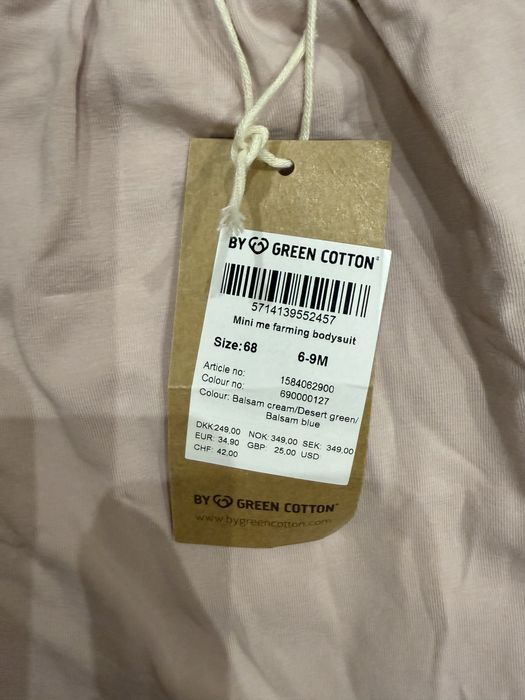 BY GREEN COTTON®
5714139552457
Mini me farming bodysuit
Size:68 6-9M
Article no: 1584062900
Colour no: 690000127
Colour: Balsam cream/Desert green/
Balsam blue
DKK:249,00 NOK: 349,00 SEK: 349,00
EUR: 34,90 GBP: 25,00 USD
CHF: 42,00
BY GREEN COTTON®
www.bygreencotton.com